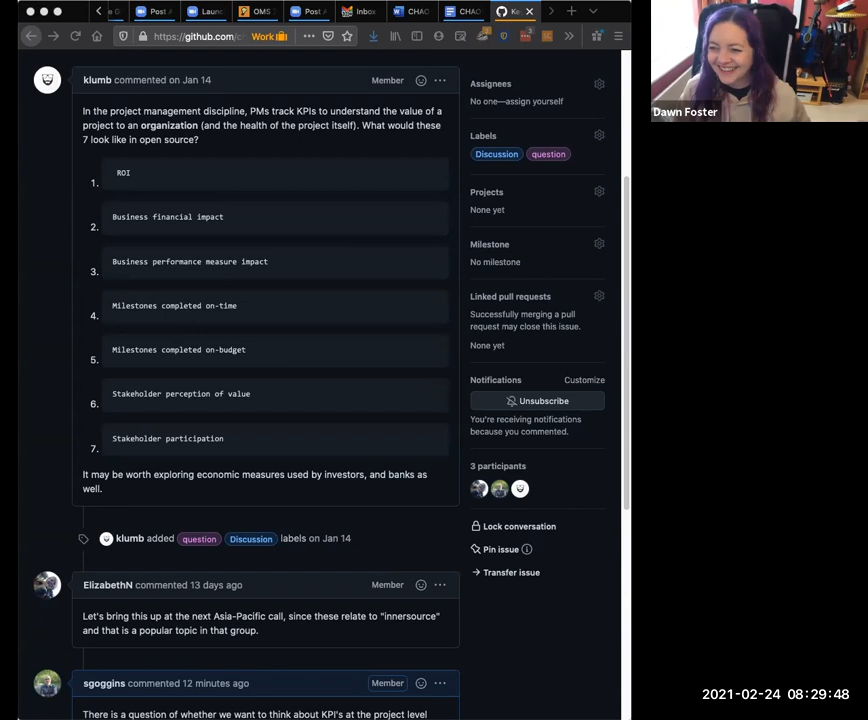 e G
Post A
Launc
OMS
Post A
Inbox
CHAO
CHAO
Ke
https://github.com/c
Work
klumb commented on Jan 14
Member
In the project management discipline, PMs track KPIs to understand the value of a
project to an organization (and the health of the project itself). What would these
7 look like in open source?
1. ROI
2. Business financial impact
3. Business performance measure impact
4. Milestones completed on-time
5. Milestones completed on-budget
6. Stakeholder perception of value
7. Stakeholder participation
It may be worth exploring economic measures used by investors, and banks as
well.
klumb added question Discussion labels on Jan 14
ElizabethN commented 13 days ago
Member
Let's bring this up at the next Asia-Pacific call, since these relate to "innersource"
and that is a popular topic in that group.
sgoggins commented 12 minutes ago
Member
There is a question of whether we want to think about KPI's at the project level
Assignees
No one—assign yourself
Labels
Discussion question
Projects
None yet
Milestone
No milestone
Linked pull requests
Successfully merging a pull
request may close this issue.
None yet
Notifications Customize
Unsubscribe
You're receiving notifications
because you commented.
3 participants
Lock conversation
Pin issue
Transfer issue
Dawn Foster
2021-02-24 08:29:48